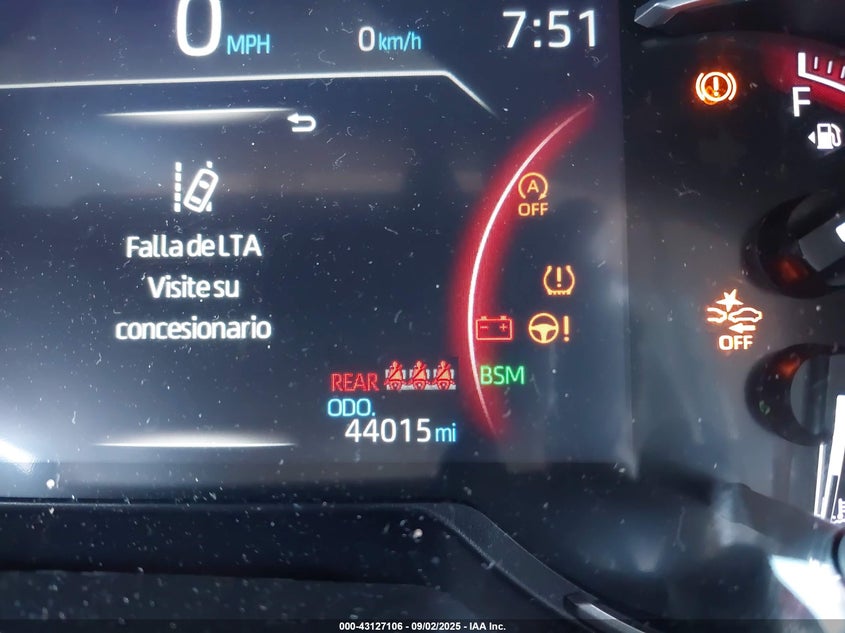 0 MPH 0 km/h 7:51
F
A
OFF
Falla de LTA
Visite su
concesionario
OFF
REAR
BSM
ODO.
44015 mi
000-43127106 - 09/02/2025 - IAA Inc.